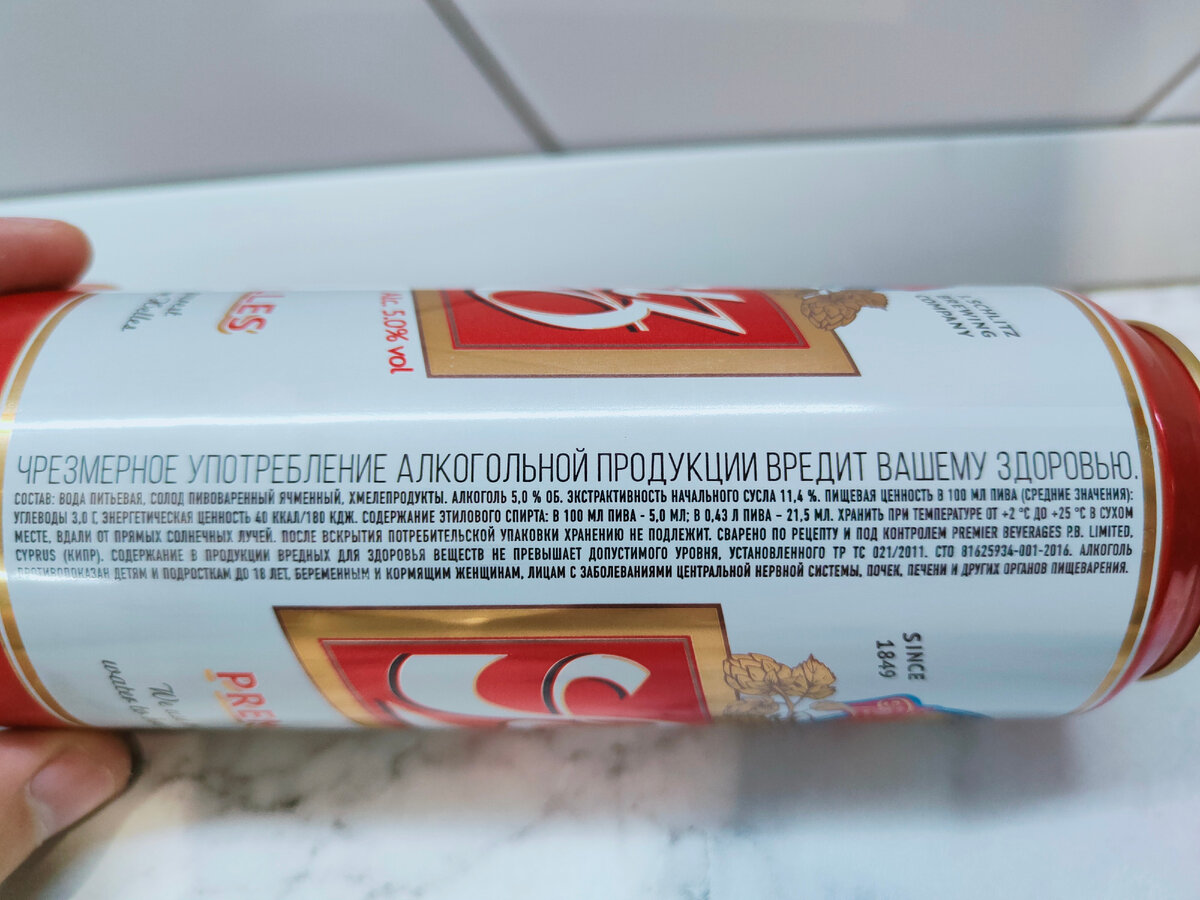 ALC 5.0% vol
SCHLITZ
BREWING
COMPANY
ЧРЕЗМЕРНОЕ УПОТРЕБЛЕНИЕ АЛКОГОЛЬНОЙ ПРОДУКЦИИ ВРЕДИТ ВАШЕМУ ЗДОРОВЬЮ.
СОСТАВ: ВОДА ПИТЬЕВАЯ, СОЛОД ПИВОВАРЕННЫЙ ЯЧМЕННЫЙ, ХМЕЛЕПРОДУКТЫ. АЛКОГОЛЬ 5,0 % ОБ. ЭКСТРАКТИВНОСТЬ НАЧАЛЬНОГО СУСЛА 11,4 %. ПИЩЕВАЯ ЦЕННОСТЬ В 100 МЛ ПИВА (СРЕДНИЕ ЗНАЧЕНИЯ):
УГЛЕВОДЫ 3,0 Г, ЭНЕРГЕТИЧЕСКАЯ ЦЕННОСТЬ 40 ККАЛ/180 КДЖ. СОДЕРЖАНИЕ ЭТИЛОВОГО СПИРТА: В 100 МЛ ПИВА - 5,0 МЛ; В 0,43 Л ПИВА – 21,5 МЛ. ХРАНИТЬ ПРИ ТЕМПЕРАТУРЕ ОТ +2 °С ДО +25 °С В СУХОМ
МЕСТЕ, ВДАЛИ ОТ ПРЯМЫХ СОЛНЕЧНЫХ ЛУЧЕЙ. ПОСЛЕ ВСКРЫТИЯ ПОТРЕБИТЕЛЬСКОЙ УПАКОВКИ ХРАНЕНИЮ НЕ ПОДЛЕЖИТ. СВАРЕНО ПО РЕЦЕПТУ И ПОД КОНТРОЛЕМ PREMIER BEVERAGES P.B. LIMITED,
CYPRUS (КИПР). СОДЕРЖАНИЕ В ПРОДУКЦИИ ВРЕДНЫХ ДЛЯ ЗДОРОВЬЯ ВЕЩЕСТВ НЕ ПРЕВЫШАЕТ ДОПУСТИМОГО УРОВНЯ, УСТАНОВЛЕННОГО ТР ТС 021/2011. СТО 81625934-001-2016. АЛКОГОЛЬ
ПРОТИВОПОКАЗАН ДЕТЯМ И ПОДРОСТКАМ ДО 18 ЛЕТ, БЕРЕМЕННЫМ И КОРМЯЩИМ ЖЕНЩИНАМ, ЛИЦАМ С ЗАБОЛЕВАНИЯМИ ЦЕНТРАЛЬНОЙ НЕРВНОЙ СИСТЕМЫ, ПОЧЕК, ПЕЧЕНИ И ДРУГИХ ОРГАНОВ ПИЩЕВАРЕНИЯ.
SINCE
1849